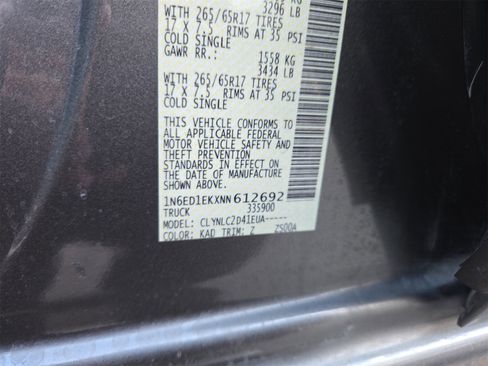 3296 LB
WITH 265/65R17 TIRES
17 X 7.5 RIMS AT 35 PSI
COLD SINGLE
GAWR RR.: 1558 KG
3434 LB
WITH 265/65R17 TIRES
17 X 7.5 RIMS AT 35 PSI
COLD SINGLE
THIS VEHICLE CONFORMS TO
ALL APPLICABLE FEDERAL
MOTOR VEHICLE SAFETY AND
THEFT PREVENTION
STANDARDS IN EFFECT ON
THE DATE OF MANUFACTURE
SHOWN ABOVE.
1N6ED1EKXNN612692
TRUCK 335900
MODEL: CLYNLC2D41EUA-----
COLOR: KAD TRIM: Z ZS00A